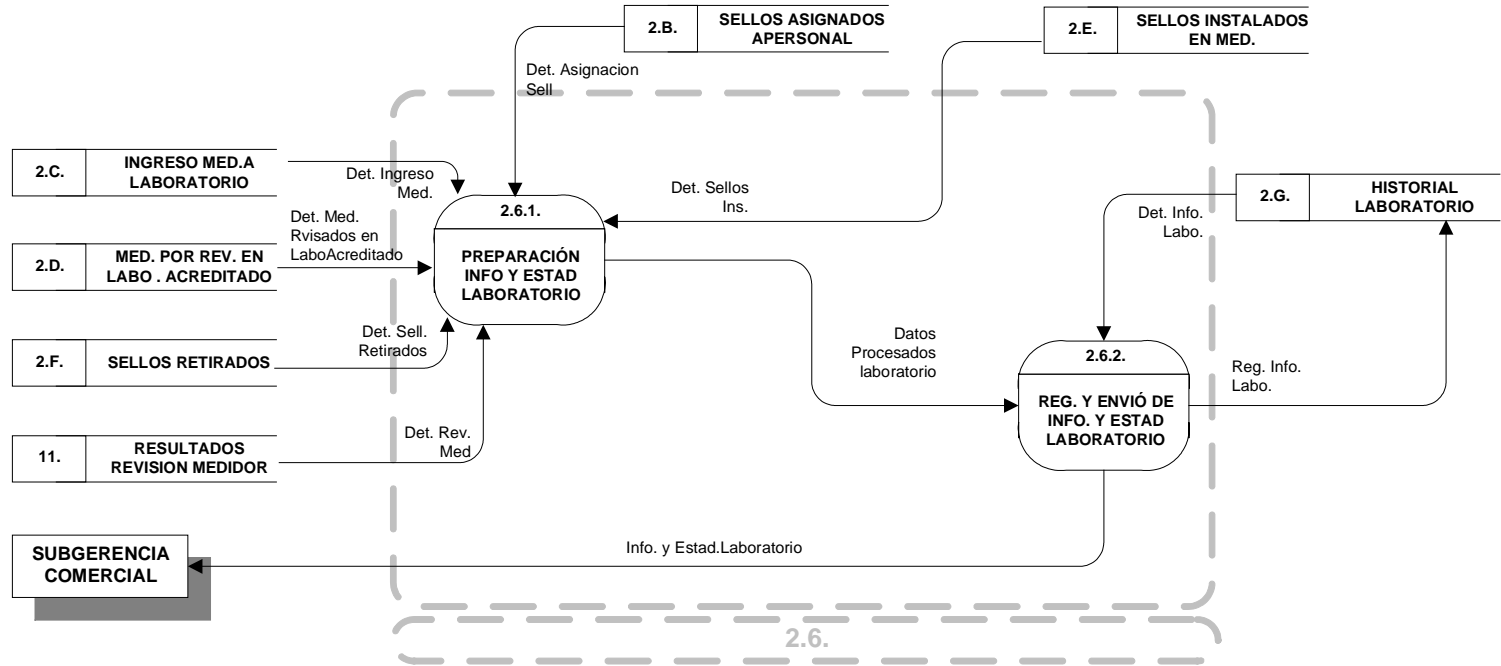 2.B.
SELLOS ASIGNADOS
APERSONAL
2.E.
SELLOS INSTALADOS
EN MED.
Det. Asignacion
Sell
2.C.
INGRESO MED.A
LABORATORIO
Det. Ingreso
Med.
Det. Sellos
Ins.
2.G.
HISTORIAL
LABORATORIO
Det. Info.
Labo.
2.6.1.
PREPARACIÓN
INFO Y ESTAD
LABORATORIO
Det. Med.
Rvisados en
LaboAcreditado
2.D.
MED. POR REV. EN
LABO . ACREDITADO
Det. Sell.
Retirados
2.F.
SELLOS RETIRADOS
Datos
Procesados
laboratorio
2.6.2.
REG. Y ENVIÓ DE
INFO. Y ESTAD
LABORATORIO
Reg. Info.
Labo.
Det. Rev.
Med
11.
RESULTADOS
REVISION MEDIDOR
SUBGERENCIA
COMERCIAL
Info. y Estad.Laboratorio
2.6.